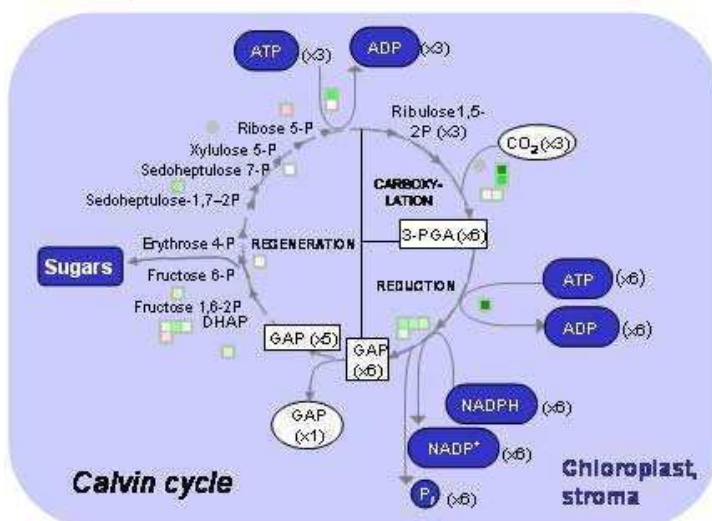 ATP (x3)
ADP (x3)
Ribulose 1,5-
2P (x3)
CO2 (x3)
Ribose 5-P
Xylulose 5-P
Sedoheptulose 7-P
Sedoheptulose-1,7–2P
CARBOXY-
LATION
3-PGA (x6)
Erythrose 4-P
REGENERATION
Sugars
Fructose 6-P
REDUCTION
ATP (x6)
Fructose 1,6-2P
DHAP
ADP (x6)
GAP (x5)
GAP
(x6)
GAP
(x1)
NADPH (x6)
NADP+ (x6)
Pi (x6)
Calvin cycle
Chloroplast,
stroma